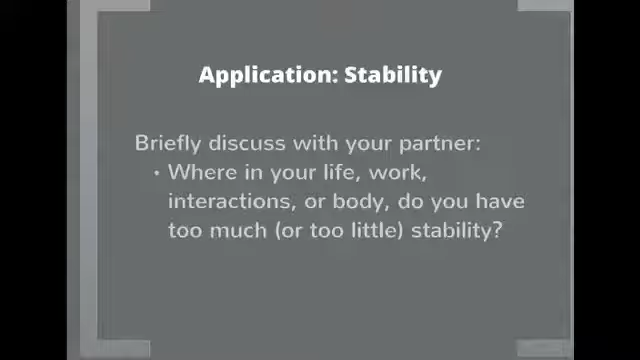 Application: Stability
Briefly discuss with your partner:
• Where in your life, work,
interactions, or body, do you have
too much (or too little) stability?